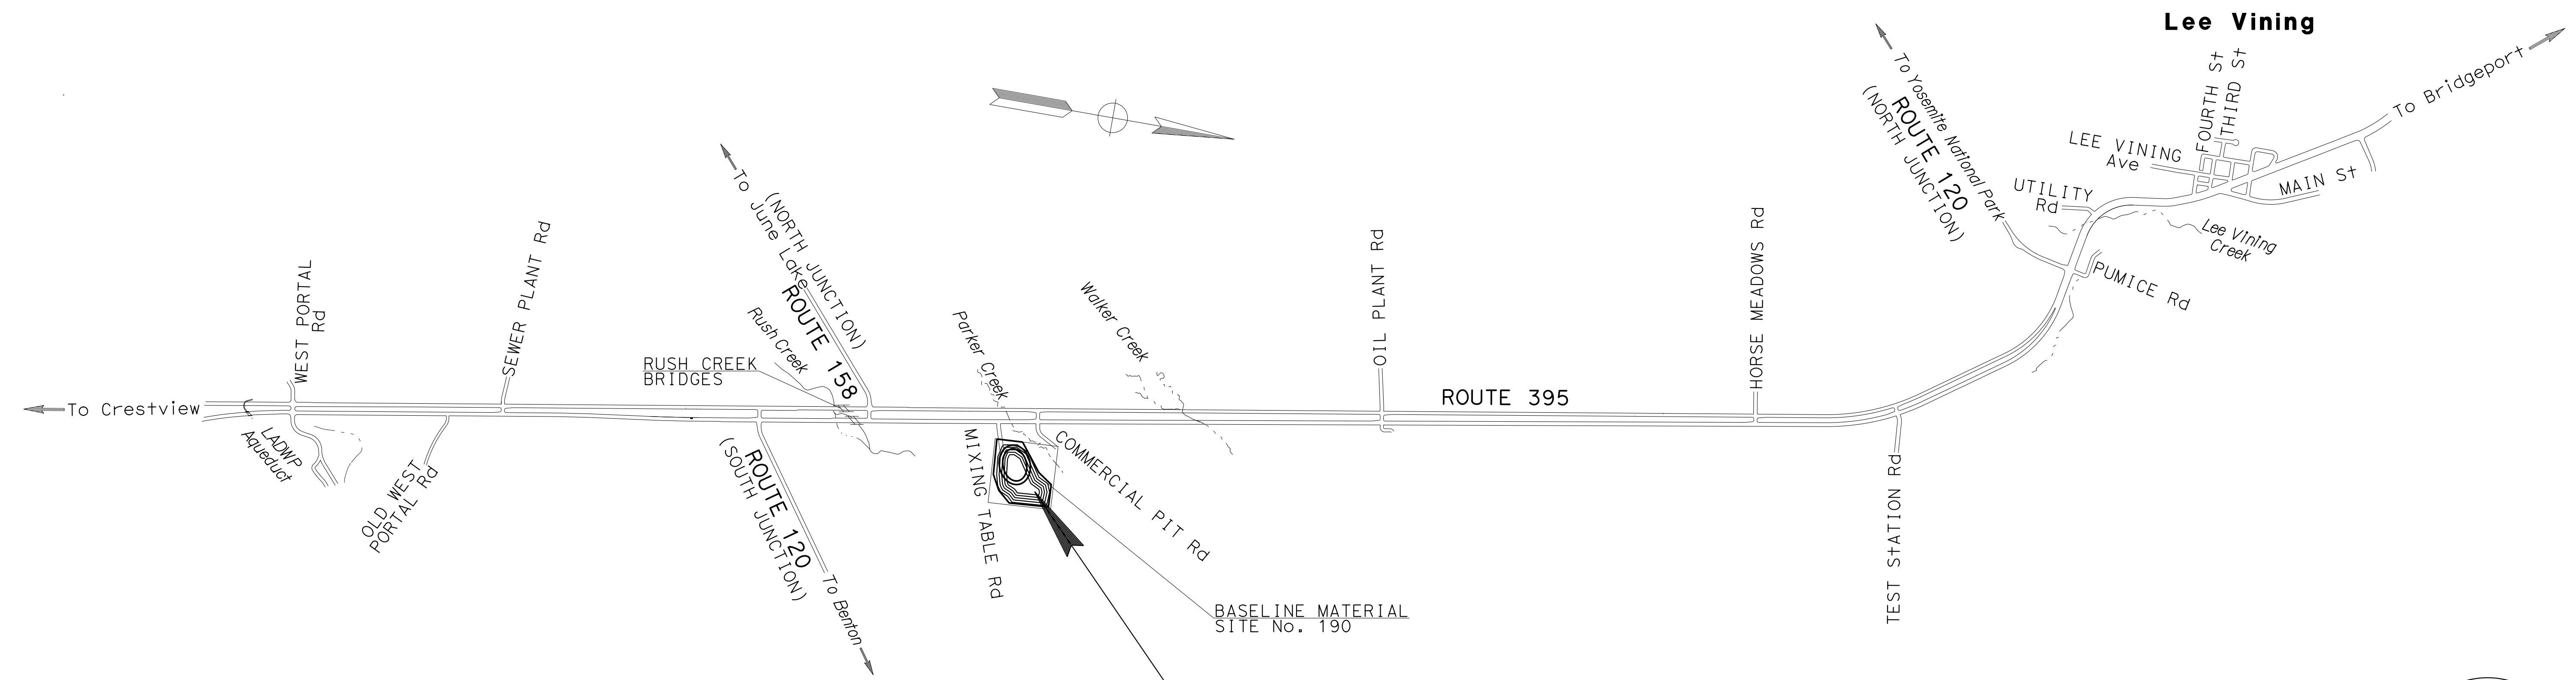 Lee Vining
To Bridgeport
FOURTH St
THIRD St
LEE VINING
Ave
MAIN St
UTILITY
Rd
Lee Vining
Creek
PUMICE Rd
To Yosemite National Park
ROUTE 120
(NORTH JUNCTION)
To June Lake
(NORTH JUNCTION)
ROUTE 158
Rush Creek
RUSH CREEK
BRIDGES
Parker Creek
Walker Creek
WEST PORTAL
Rd
SEWER PLANT Rd
OIL PLANT Rd
HORSE MEADOWS Rd
ROUTE 395
To Crestview
LADWP
Aqueduct
OLD WEST
PORTAL Rd
ROUTE 120
(SOUTH JUNCTION)
To Benton
MIXING TABLE Rd
COMMERCIAL PIT Rd
TEST StATION Rd
BASELINE MATERIAL
SITE No. 190